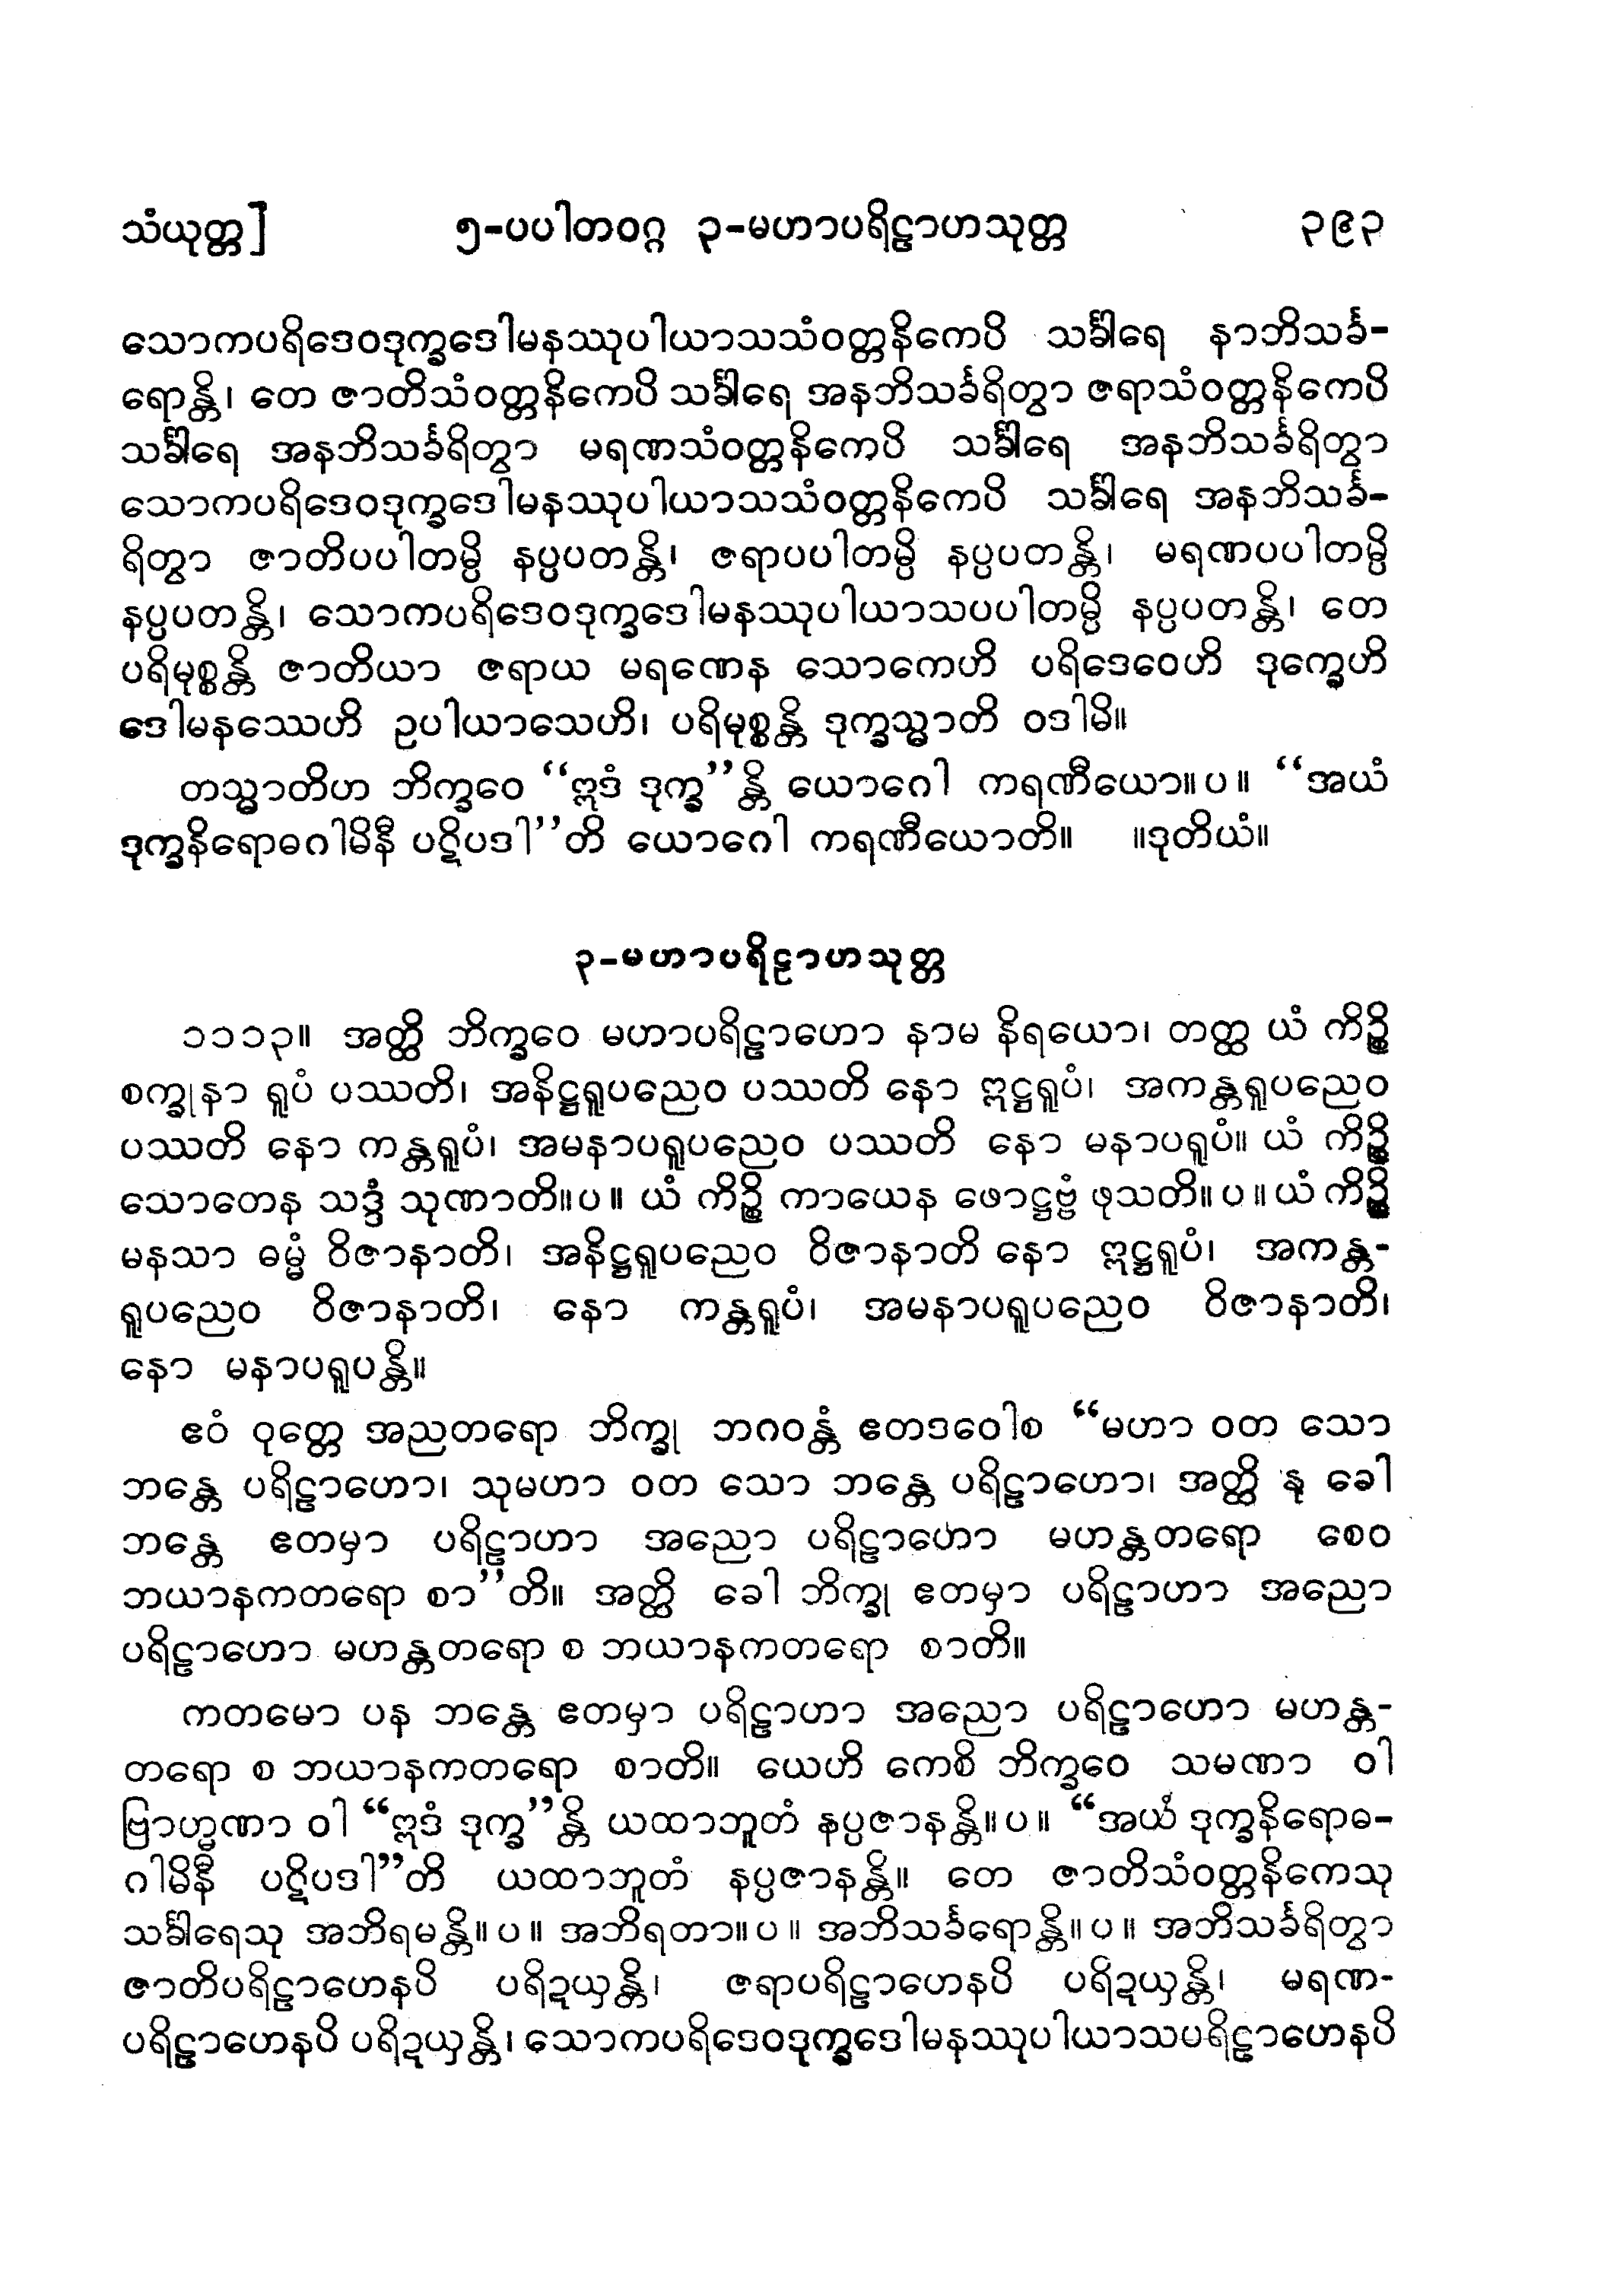 သံယုတ္တ]	၅-ပပါတဝဂ္ဂ ၃-မဟာပရိဠာဟသုတ္တ	၃၉၃
သောကပရိဒေဝဒုက္ခဒေါမနဿုပါယာသသံဝတ္တနိကေပိ သင်္ခါရေ နာဘိသင်္ခ-
ရောန္တိ၊ တေ ဇာတိသံဝတ္တနိကေပိ သင်္ခါရေ အနဘိသင်္ခရိတွာ ဇရာသံဝတ္တနိကေပိ
သင်္ခါရေ အနဘိသင်္ခရိတွာ မရဏသံဝတ္တနိကေပိ သင်္ခါရေ အနဘိသင်္ခရိတွာ
သောကပရိဒေဝဒုက္ခဒေါမနဿုပါယာသသံဝတ္တနိကေပိ သင်္ခါရေ အနဘိသင်္ခ-
ရိတွာ ဇာတိပပါတမ္ပိ နပ္ပပတန္တိ၊ ဇရာပပါတမ္ပိ နပ္ပပတန္တိ၊ မရဏပပါတမ္ပိ
နပ္ပပတန္တိ၊ သောကပရိဒေဝဒုက္ခဒေါမနဿုပါယာသပပါတမ္ပိ နပ္ပပတန္တိ၊ တေ
ပရိမုစ္စန္တိ ဇာတိယာ ဇရာယ မရဏေန သောကေဟိ ပရိဒေဝေဟိ ဒုက္ခေဟိ
ဒေါမနဿေဟိ ဥပါယာသေဟိ၊ ပရိမုစ္စန္တိ ဒုက္ခသ္မာတိ ဝဒါမိ။
တသ္မာတိဟ ဘိက္ခဝေ “ဣဒံ ဒုက္ခ”န္တိ ယောဂေါ ကရဏီယော။ပ။ “အယံ
ဒုက္ခနိရောဓဂါမိနီ ပဋိပဒါ”တိ ယောဂေါ ကရဏီယောတိ။ ။ဒုတိယံ။
၃-မဟာပရိဠာဟသုတ္တ
၁၁၁၃။ အတ္ထိ ဘိက္ခဝေ မဟာပရိဠာဟော နာမ နိရယော၊ တတ္ထ ယံ ကိဉ္စိ
စက္ခုနာ ရူပံ ပဿတိ၊ အနိဋ္ဌရူပညေဝ ပဿတိ နော ဣဋ္ဌရူပံ၊ အကန္တရူပညေဝ
ပဿတိ နော ကန္တရူပံ၊ အမနာပရူပညေဝ ပဿတိ နော မနာပရူပံ။ ယံ ကိဉ္စိ
သောတေန သဒ္ဒံ သုဏာတိ။ပ။ ယံ ကိဉ္စိ ကာယေန ဖောဋ္ဌဗ္ဗံ ဖုသတိ။ပ။ယံ ကိဉ္စိ
မနသာ ဓမ္မံ ဝိဇာနာတိ၊ အနိဋ္ဌရူပညေဝ ဝိဇာနာတိ နော ဣဋ္ဌရူပံ၊ အကန္တ-
ရူပညေဝ ဝိဇာနာတိ၊ နော ကန္တရူပံ၊ အမနာပရူပညေဝ ဝိဇာနာတိ၊
နော မနာပရူပန္တိ။
ဧဝံ ဝုတ္တေ အညတရော ဘိက္ခု ဘဂဝန္တံ ဧတဒဝေါစ “မဟာ ဝတ သော
ဘန္တေ ပရိဠာဟော၊ သုမဟာ ဝတ သော ဘန္တေ ပရိဠာဟော၊ အတ္ထိ နု ခေါ
ဘန္တေ ဧတမှာ ပရိဠာဟာ အညော ပရိဠာဟော မဟန္တတရော စေဝ
ဘယာနကတရော စာ”တိ။ အတ္ထိ ခေါ ဘိက္ခု ဧတမှာ ပရိဠာဟာ အညော
ပရိဠာဟော မဟန္တတရော စ ဘယာနကတရော စာတိ။
ကတမော ပန ဘန္တေ ဧတမှာ ပရိဠာဟာ အညော ပရိဠာဟော မဟန္တ-
တရော စ ဘယာနကတရော စာတိ။ ယေဟိ ကေစိ ဘိက္ခဝေ သမဏာ ဝါ
ဗြာဟ္မဏာ ဝါ “ဣဒံ ဒုက္ခ”န္တိ ယထာဘူတံ နပ္ပဇာနန္တိ။ပ။ “အယံ ဒုက္ခနိရောဓ-
ဂါမိနီ ပဋိပဒါ”တိ ယထာဘူတံ နပ္ပဇာနန္တိ။ တေ ဇာတိသံဝတ္တနိကေသု
သင်္ခါရေသု အဘိရမန္တိ။ပ။ အဘိရတာ။ပ။ အဘိသင်္ခရောန္တိ။ပ။ အဘိသင်္ခရိတွာ
ဇာတိပရိဠာဟေနပိ ပရိဍယှန္တိ၊ ဇရာပရိဠာဟေနပိ ပရိဍယှန္တိ၊ မရဏ-
ပရိဠာဟေနပိ ပရိဍယှန္တိ၊ သောကပရိဒေဝဒုက္ခဒေါမနဿုပါယာသပရိဠာဟေနပိ